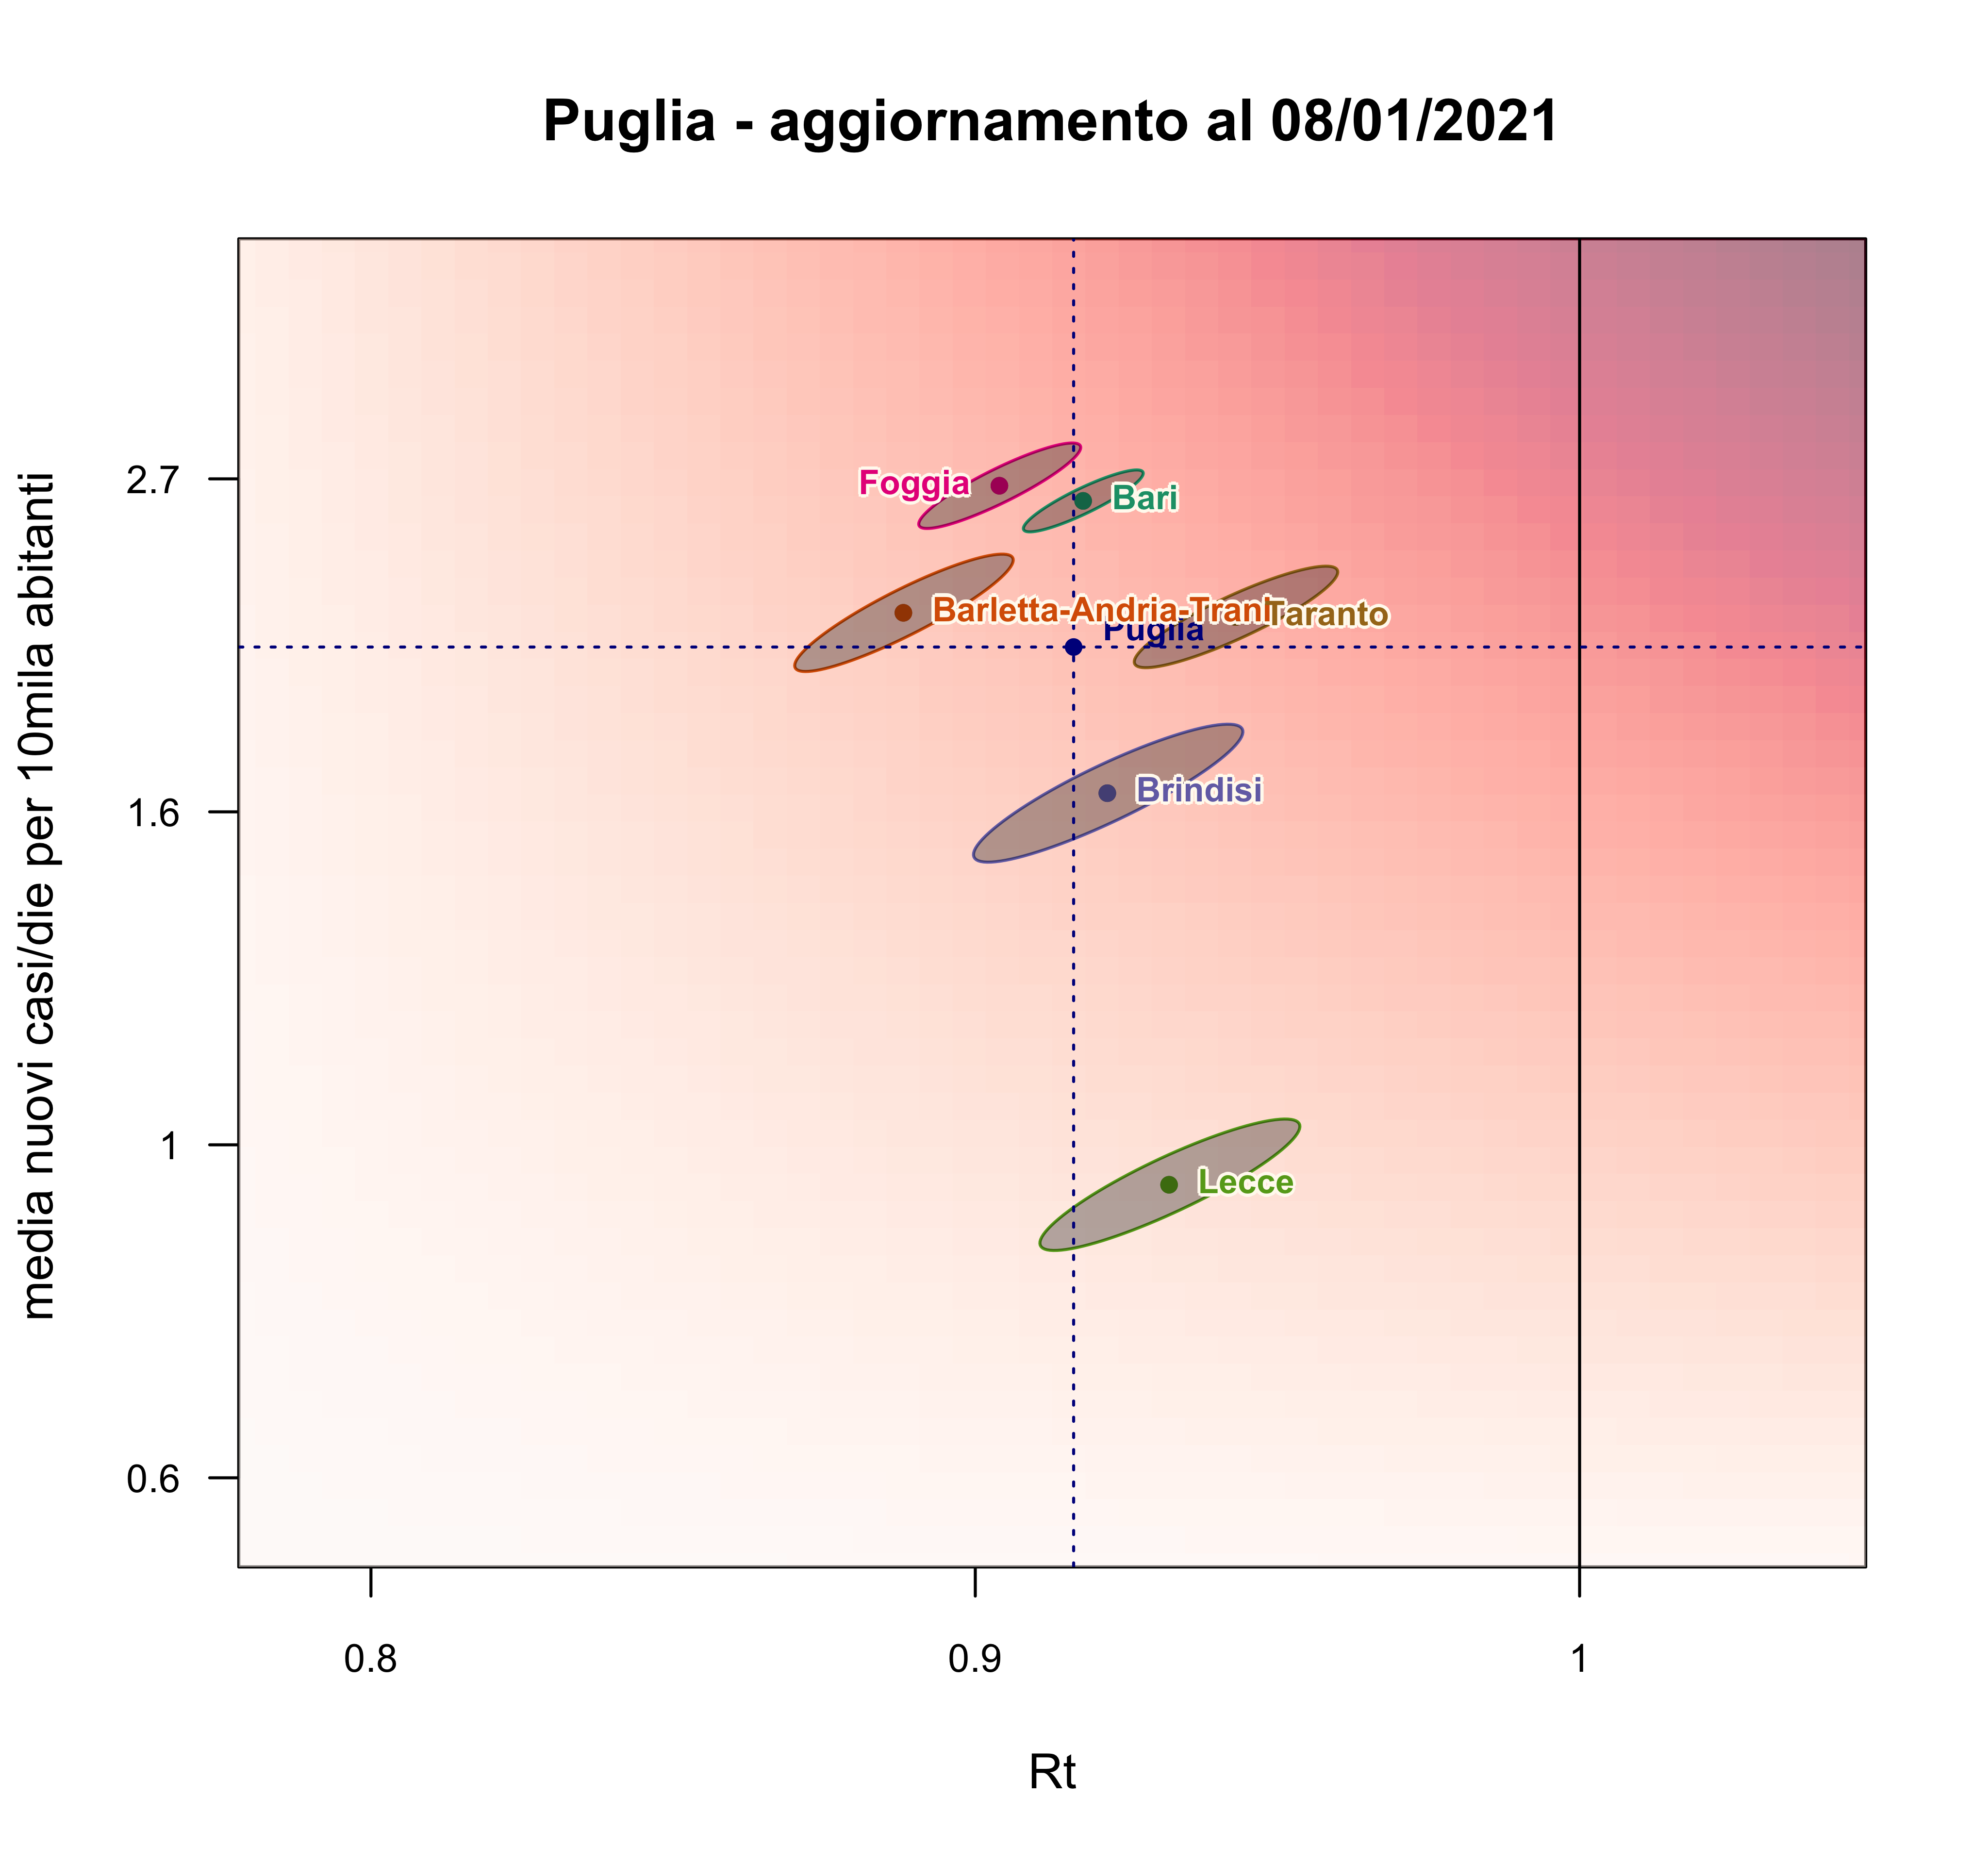 Puglia - aggiornamento al 08/01/2021
media nuovi casi/die per 10mila abitanti
2.7
1.6
1
0.6
Foggia
Bari
Barletta-Andria-Trani
Taranto
Puglia
Brindisi
Lecce
0.8
0.9
1
Rt